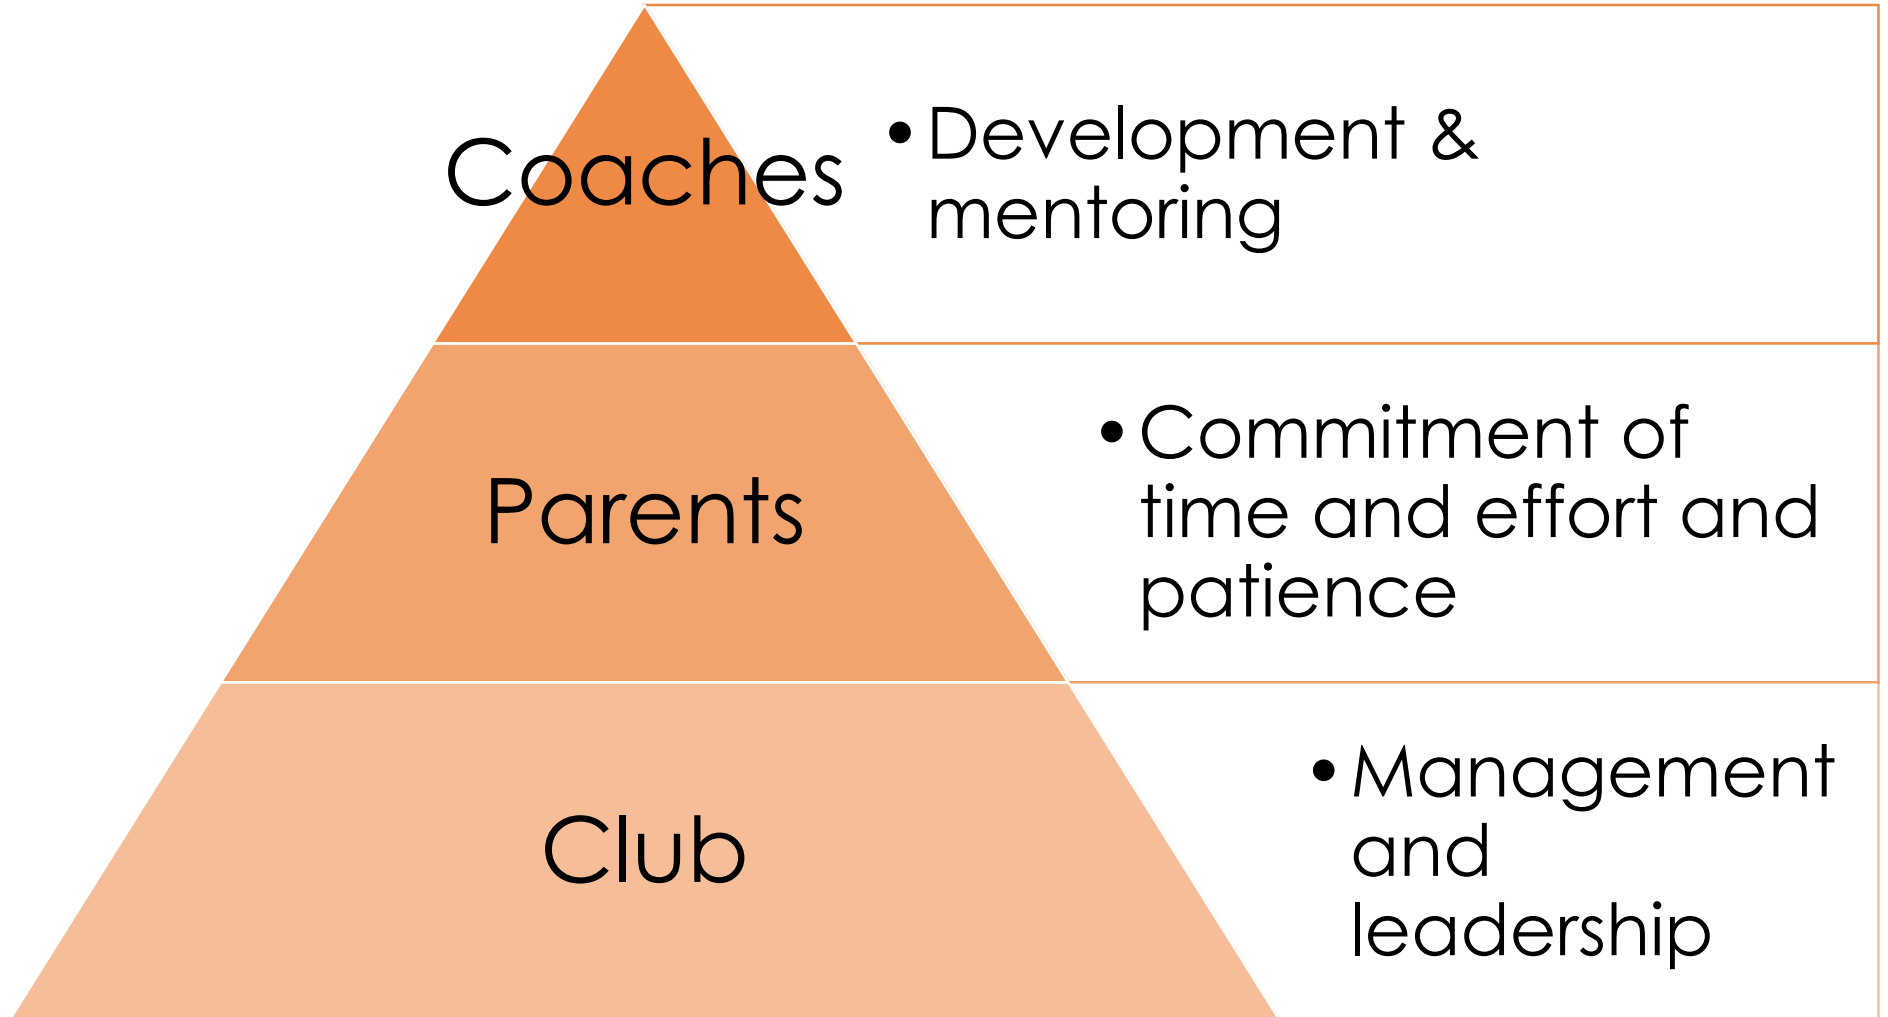 Coaches
• Development &
mentoring
Parents
• Commitment of
time and effort and
patience
Club
• Management
and
leadership